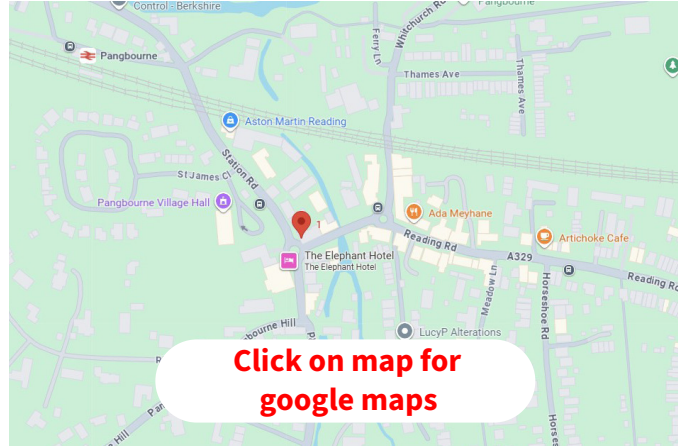 Control - Berkshire
Pangbourne
Pangbourne
Ferry Ln
Whitchurch Rd
Thames Ave
Thames Ave
Aston Martin Reading
Station Rd
St James Cl
Pangbourne Village Hall
1
Ada Meyhane
Reading Rd
A329
Artichoke Cafe
The Elephant Hotel
The Elephant Hotel
Meadow Ln
Horseshoe Rd
Reading Rd
LucyP Alterations
Click on map for
google maps
Horsesh